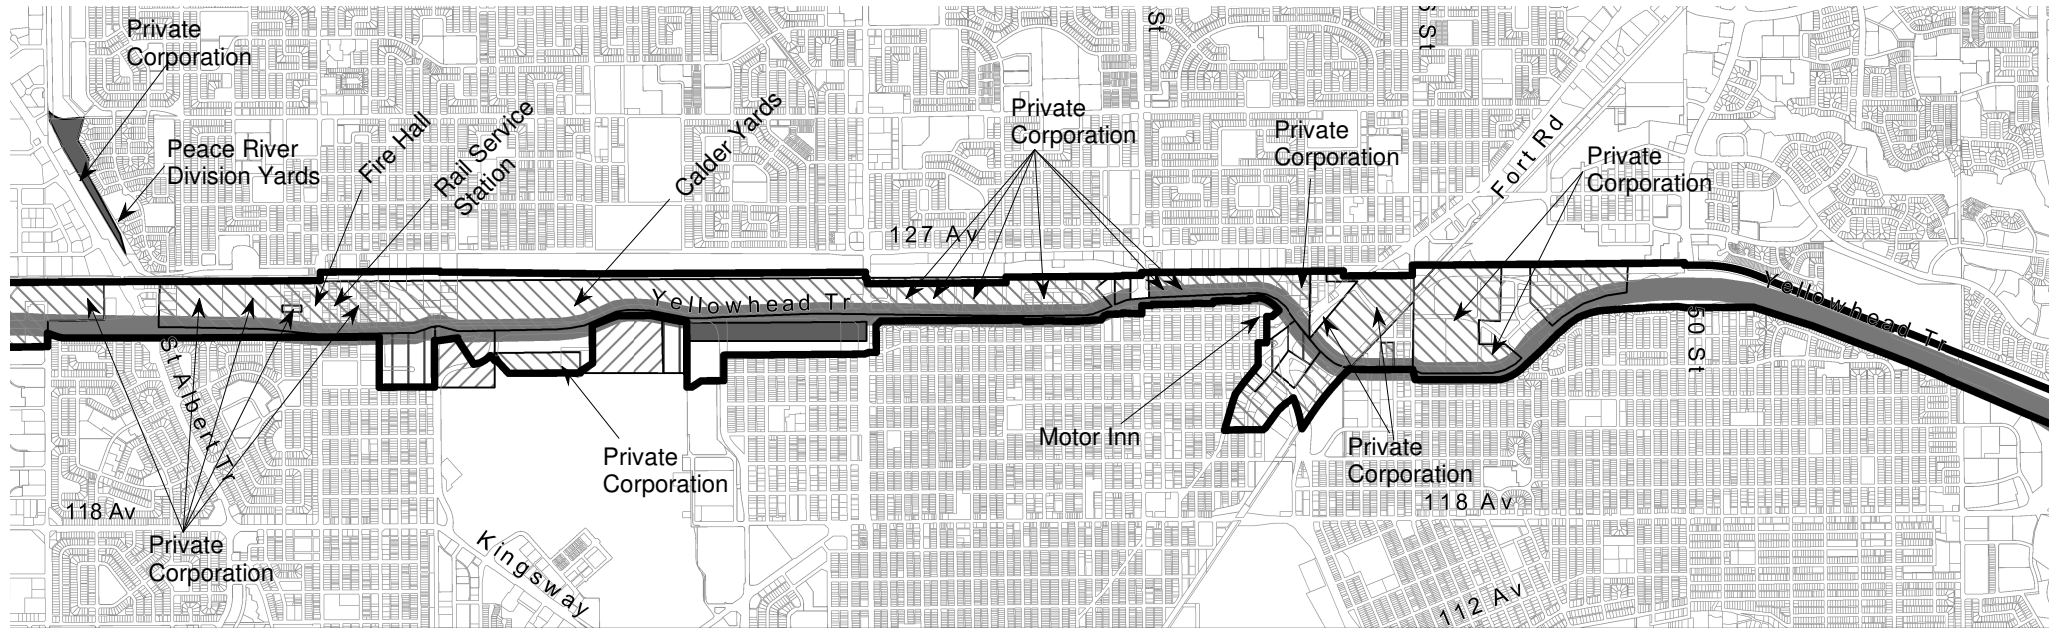 Private
Corporation
Peace River
Division Yards
Fire Hall
Rail Service
Station
Calder Yards
Private
Corporation
127 Av
St
Private
Corporation
S St
Fort Rd
Private
Corporation
Yellowhead Tr
Yellowhead Tr
50 St
St Albert Tr
118 Av
Private
Corporation
Private
Corporation
Kingsway
Motor Inn
Private
Corporation
118 Av
112 Av